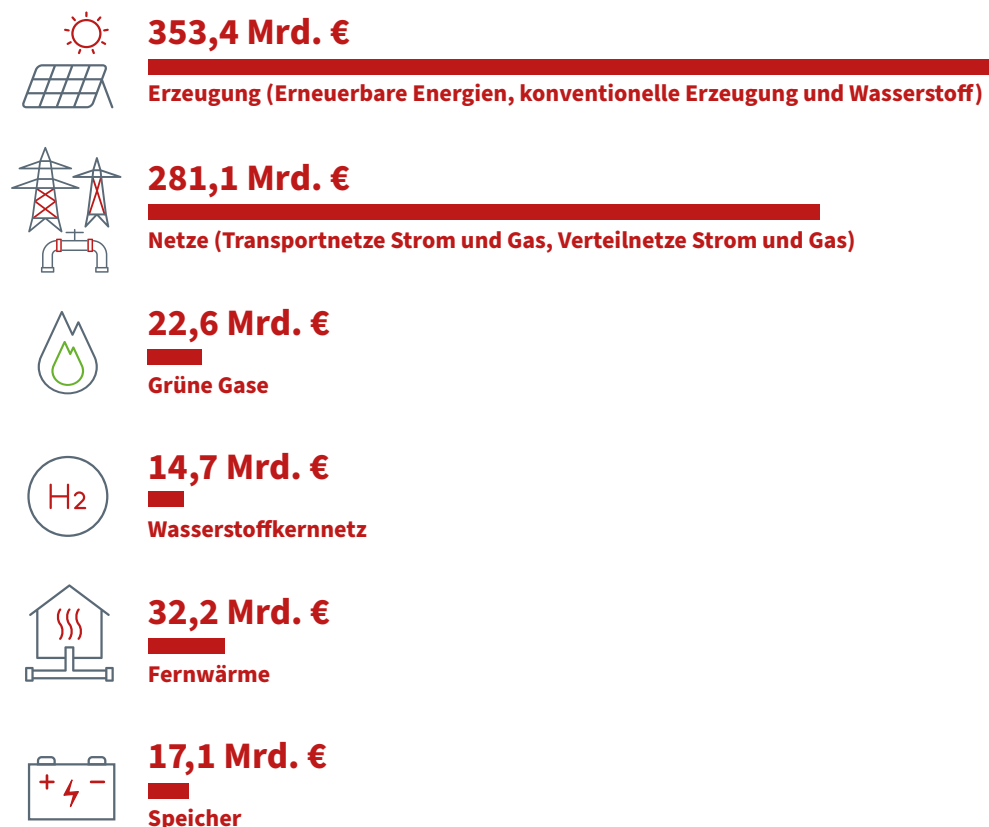 353,4 Mrd. €
Erzeugung (Erneuerbare Energien, konventionelle Erzeugung und Wasserstoff)
281,1 Mrd. €
Netze (Transportnetze Strom und Gas, Verteilnetze Strom und Gas)
22,6 Mrd. €
Grüne Gase
H2
14,7 Mrd. €
Wasserstoffkernnetz
32,2 Mrd. €
Fernwärme
17,1 Mrd. €
+ −
Speicher